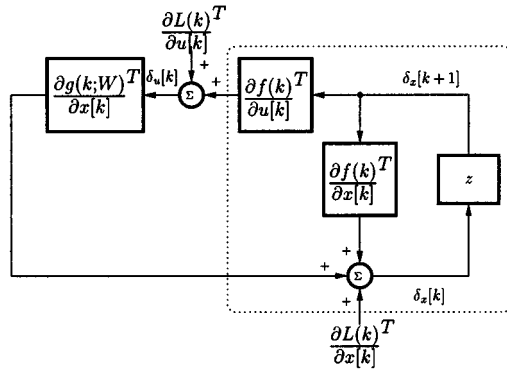 ∂L(k)^T
∂u[k]
+
∂g(k;W)^T
∂x[k]
δ_u[k]
Σ
+
∂f(k)^T
∂u[k]
δ_x[k+1]
∂f(k)^T
∂x[k]
z
+
+
Σ
+
δ_x[k]
∂L(k)^T
∂x[k]